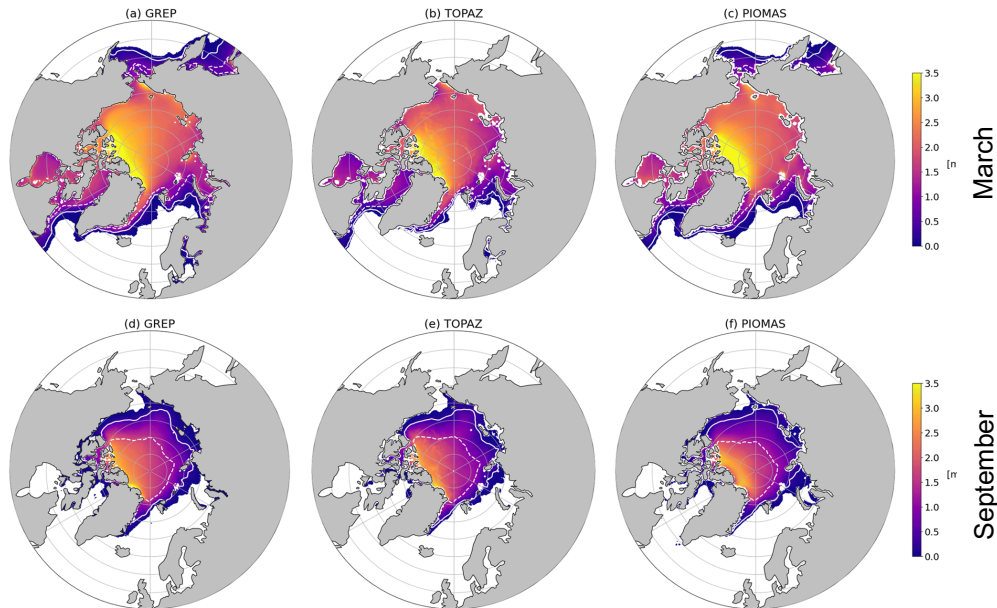 (a) GREP
(b) TOPAZ
(c) PIOMAS
3.5
3.0
2.5
2.0
1.5
1.0
0.5
0.0
[m
March
(d) GREP
(e) TOPAZ
(f) PIOMAS
3.5
3.0
2.5
2.0
1.5
1.0
0.5
0.0
[m
September